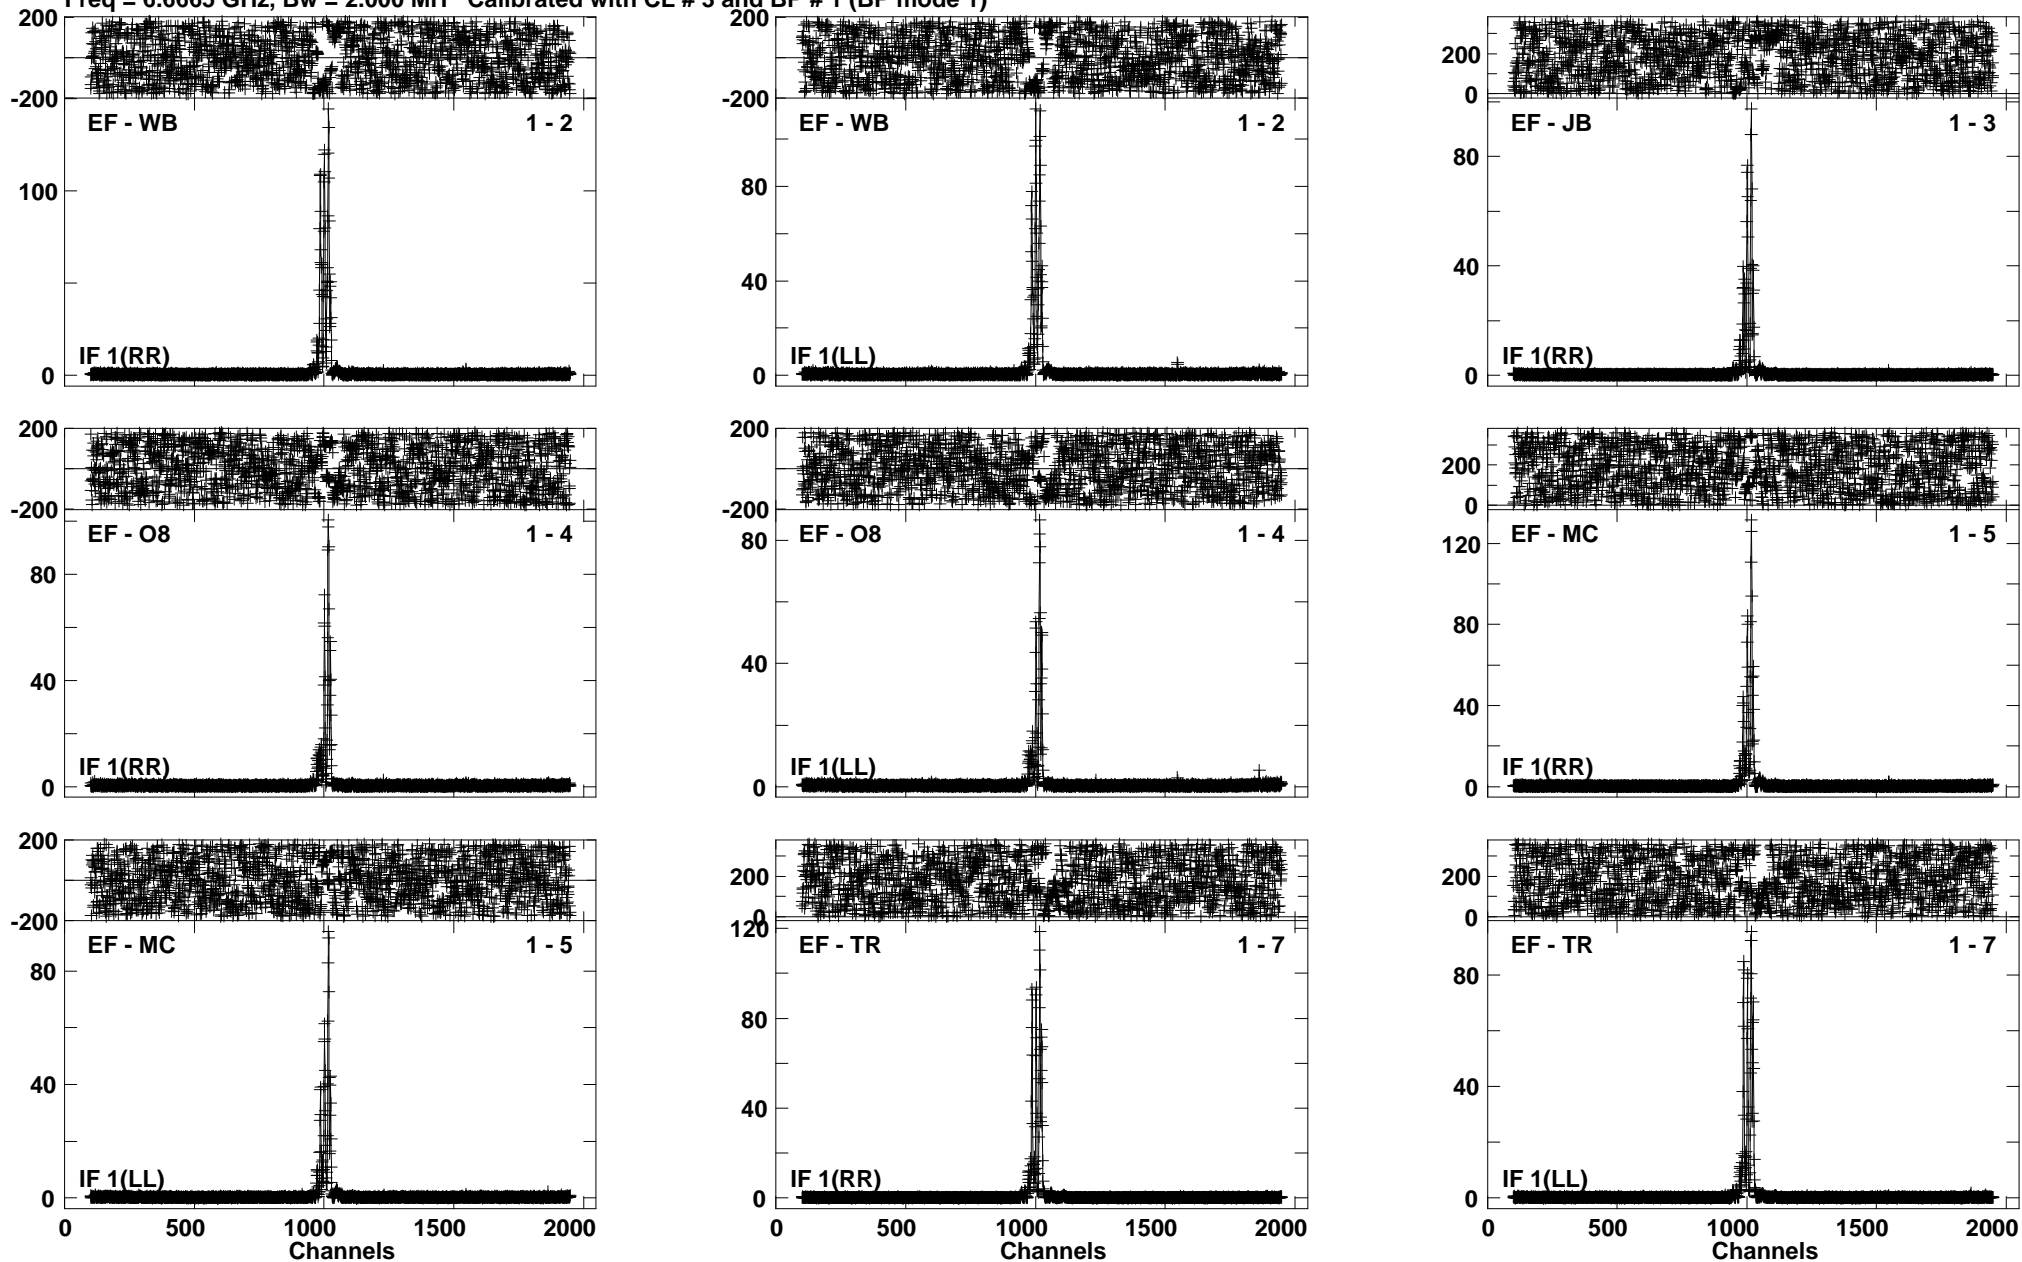 Freq = 6.6665 GHz, Bw = 2.000 MH Calibrated with CL # 3 and BP # 1 (BP mode 1)
200
-200
EF - WB
1 - 2
100
0
IF 1(RR)
200
-200
EF - WB
1 - 2
80
40
0
IF 1(LL)
200
0
EF - JB
1 - 3
80
40
0
IF 1(RR)
200
-200
EF - O8
1 - 4
80
40
0
IF 1(RR)
200
-200
EF - O8
1 - 4
80
40
0
IF 1(LL)
200
0
EF - MC
1 - 5
120
80
40
0
IF 1(RR)
200
-200
EF - MC
1 - 5
80
40
0
IF 1(LL)
0 500 1000 1500 2000
Channels
200
0
120
EF - TR
1 - 7
80
40
0
IF 1(RR)
0 500 1000 1500 2000
200
0
EF - TR
1 - 7
80
40
0
IF 1(LL)
0 500 1000 1500 2000
Channels